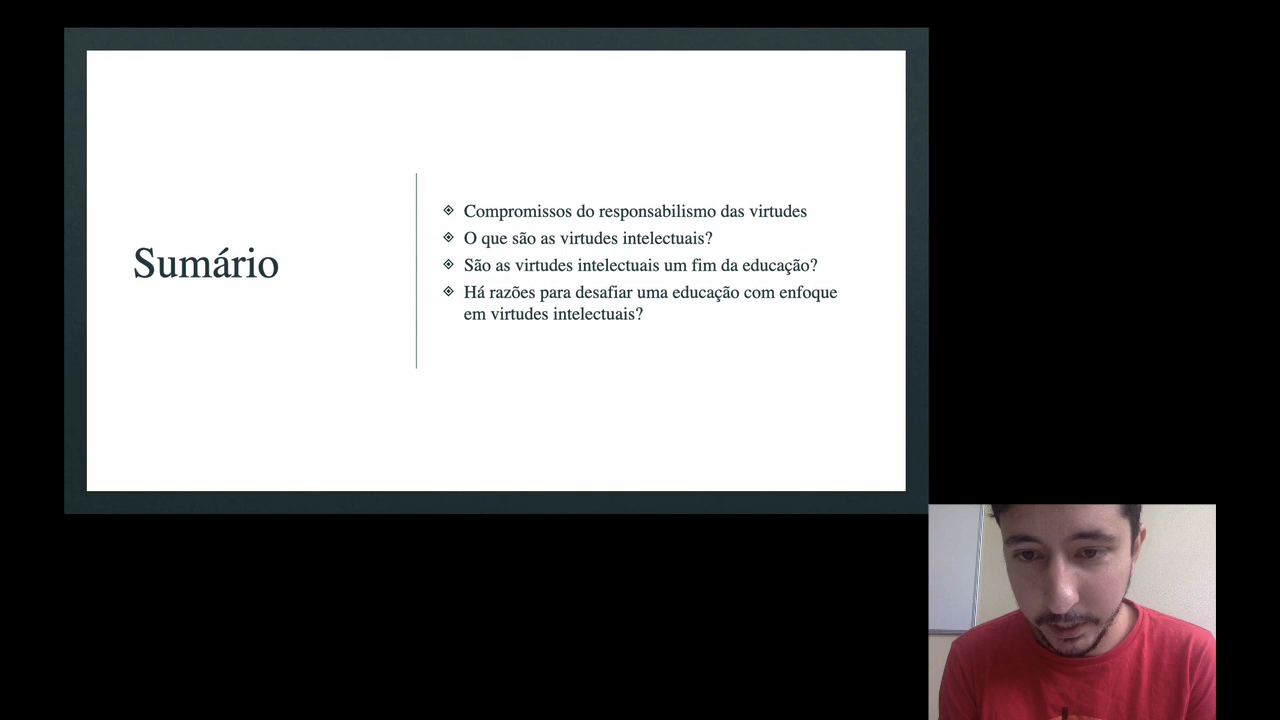 Sumário
Compromissos do responsabilismo das virtudes
O que são as virtudes intelectuais?
São as virtudes intelectuais um fim da educação?
Há razões para desafiar uma educação com enfoque
em virtudes intelectuais?